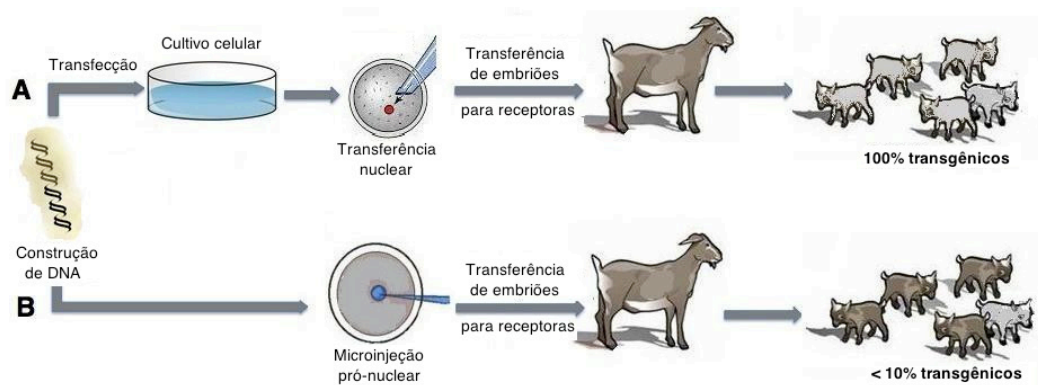 Cultivo celular
Transfecção
A
Transferência
nuclear
Transferência
de embriões
para receptoras
100% transgênicos
Construção
de DNA
B
Microinjeção
pró-nuclear
Transferência
de embriões
para receptoras
< 10% transgênicos